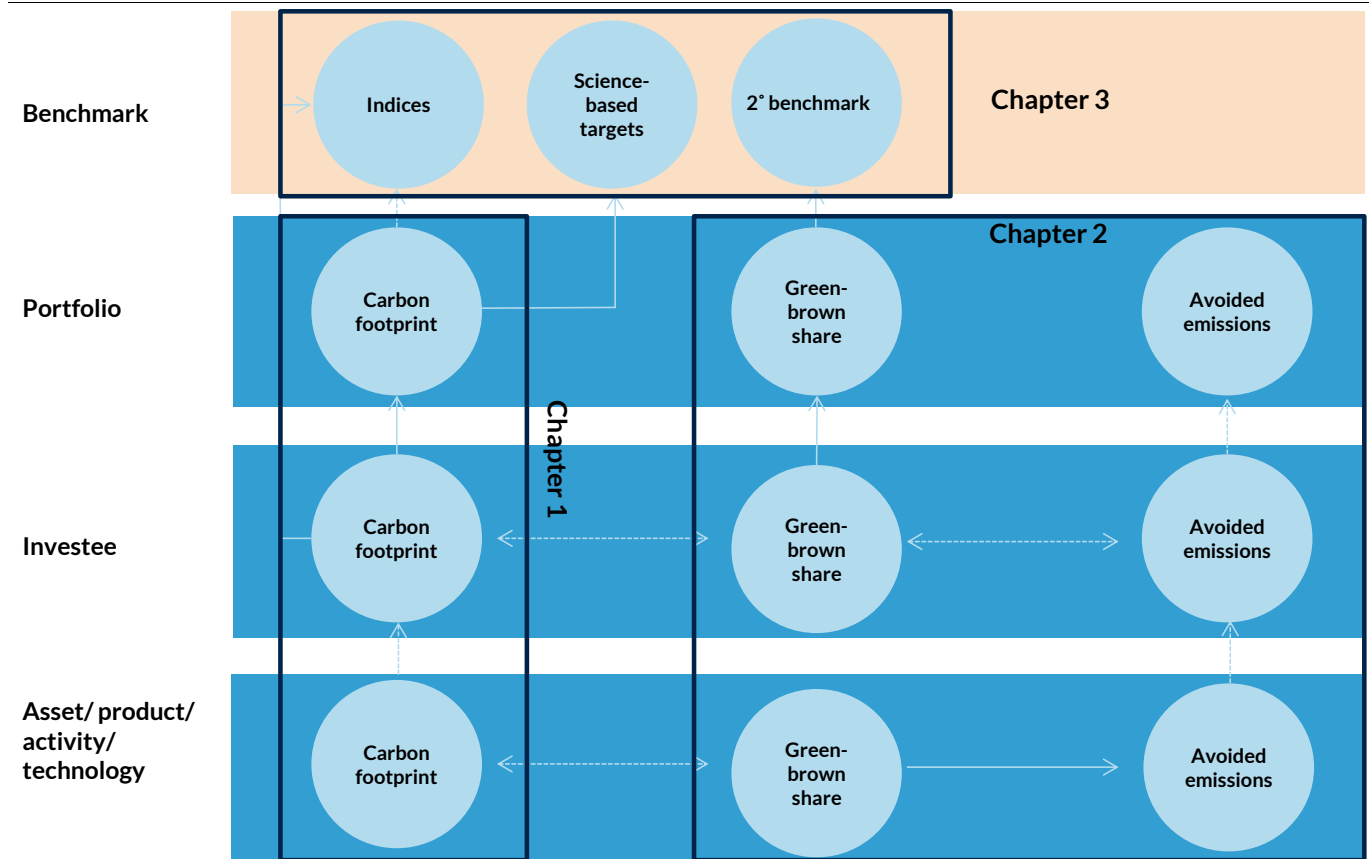 Benchmark
Indices
Science-
based
targets
2° benchmark
Chapter 3
Portfolio
Carbon
footprint
Green-
brown
share
Chapter 2
Avoided
emissions
Chapter 1
Investee
Carbon
footprint
Green-
brown
share
Avoided
emissions
Asset/ product/
activity/
technology
Carbon
footprint
Green-
brown
share
Avoided
emissions